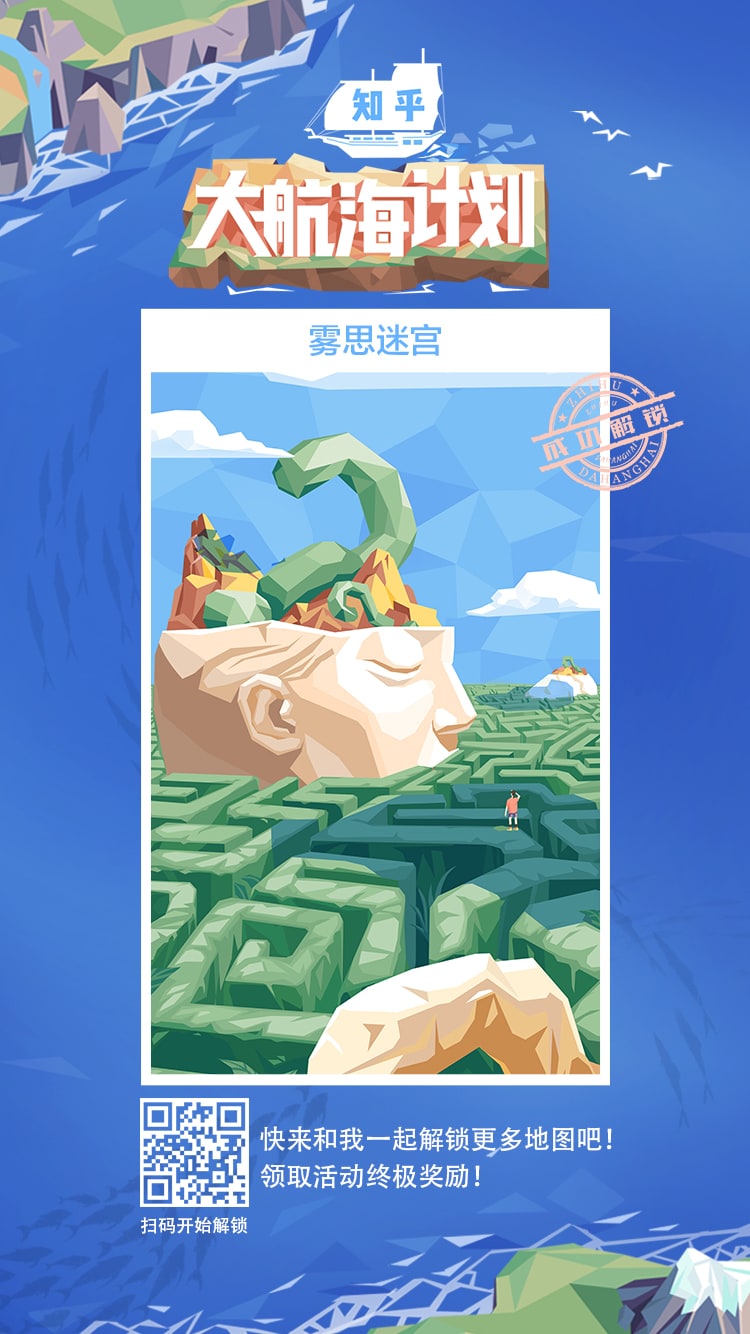 知乎
大航海计划
雾思迷宫
ZHIHU
成功解锁
DAHANGHAI
快来和我一起解锁更多地图吧！
领取活动终极奖励！
扫码开始解锁